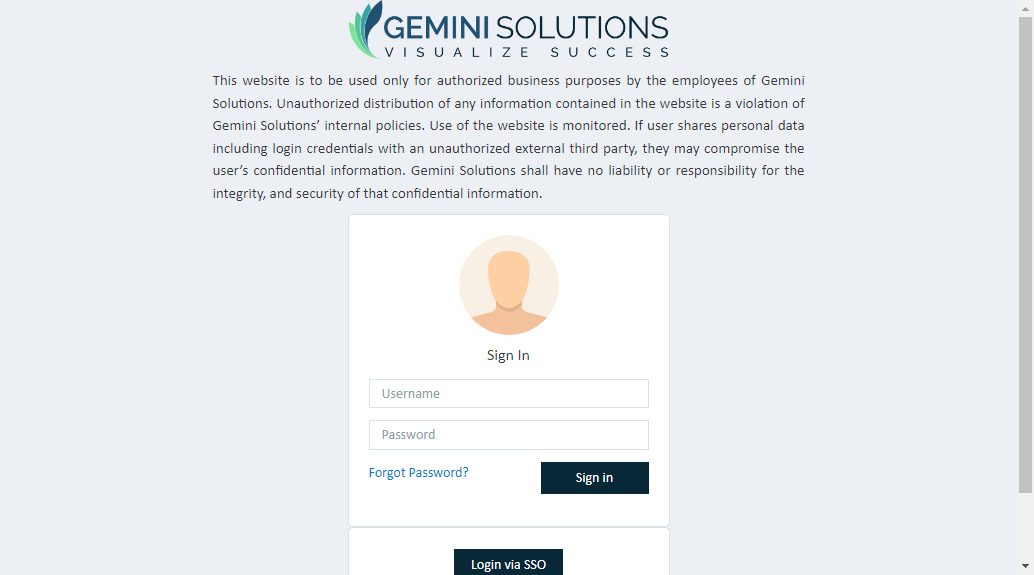 GEMINI SOLUTIONS
VISUALIZE SUCCESS
This website is to be used only for authorized business purposes by the employees of Gemini
Solutions. Unauthorized distribution of any information contained in the website is a violation of
Gemini Solutions’ internal policies. Use of the website is monitored. If user shares personal data
including login credentials with an unauthorized external third party, they may compromise the
user’s confidential information. Gemini Solutions shall have no liability or responsibility for the
integrity, and security of that confidential information.
Sign In
Username
Password
Forgot Password?
Sign in
Login via SSO